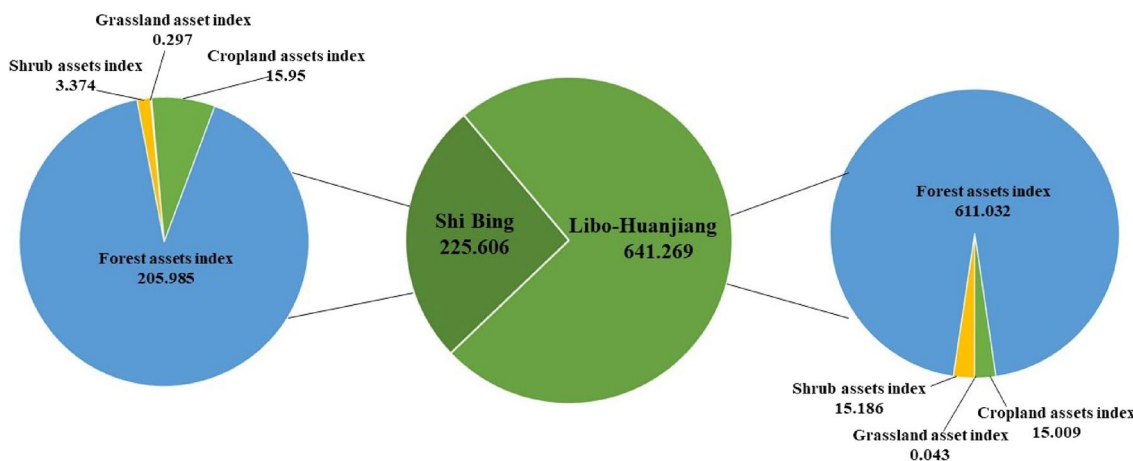 Grassland asset index
0.297
Shrub assets index
3.374
Cropland assets index
15.95
Forest assets index
205.985
Shi Bing
225.606
Libo-Huanjiang
641.269
Forest assets index
611.032
Shrub assets index
15.186
Grassland asset index
0.043
Cropland assets index
15.009